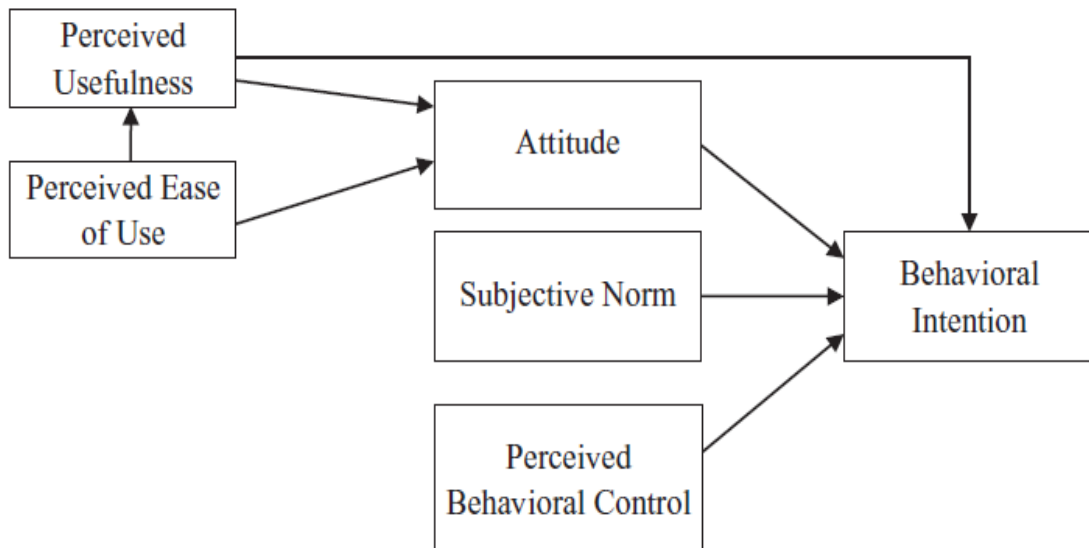 Perceived
Usefulness
Attitude
Perceived Ease
of Use
Subjective Norm
Behavioral
Intention
Perceived
Behavioral Control